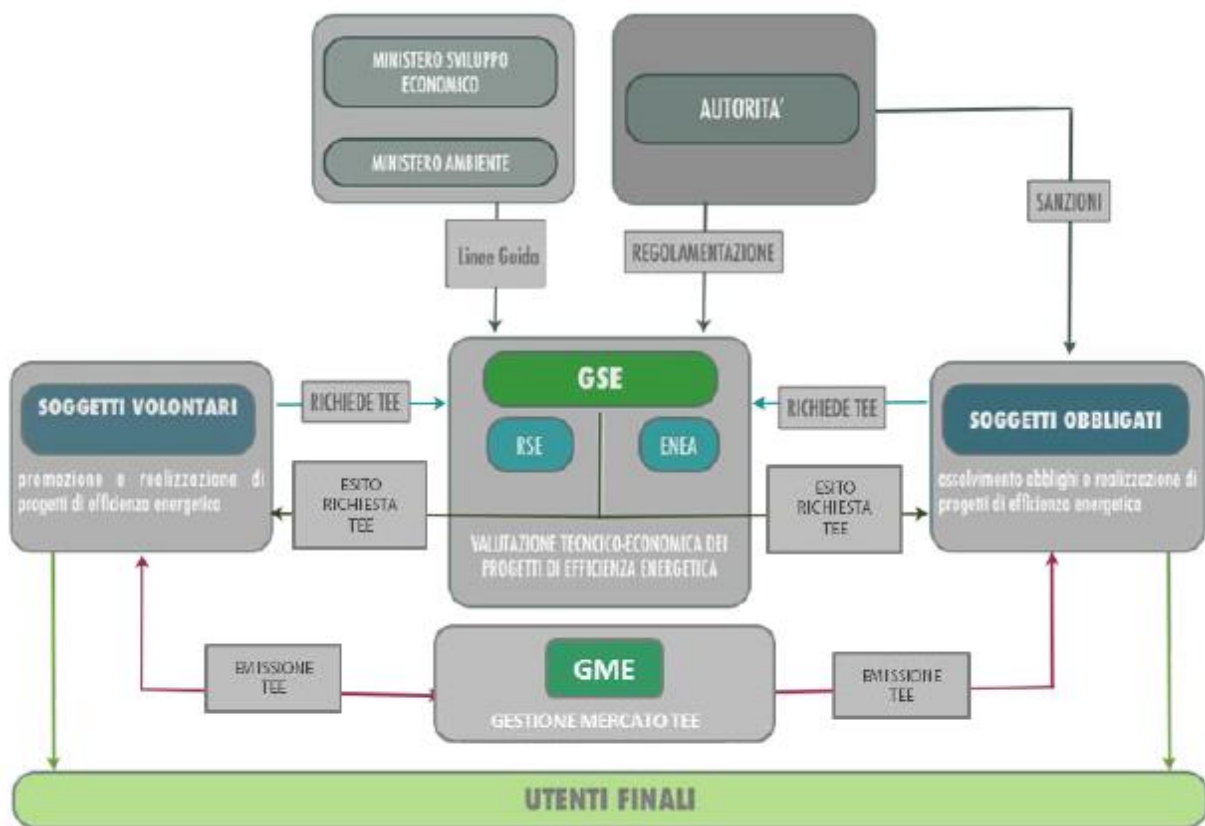 MINISTERO SVILUPPO
ECONOMICO
MINISTERO AMBIENTE
AUTORITA'
SANZIONI
Linee Guida
REGOLAMENTAZIONE
GSE
RSE
ENEA
VALUTAZIONE TECNCICO-ECONOMICA DEI
PROGETTI DI EFFICIENZA ENERGETICA
SOGGETTI VOLONTARI
promozione e realizzazione di
progetti di efficienza energetica
RICHIEDE TEE
RICHIEDE TEE
SOGGETTI OBBLIGATI
assolvimento obblighi e realizzazione di
progetti di efficienza energetica
ESITO
RICHIESTA
TEE
ESITO
RICHIESTA
TEE
EMISSIONE
TEE
GME
GESTIONE MERCATO TEE
EMISSIONE
TEE
UTENTI FINALI